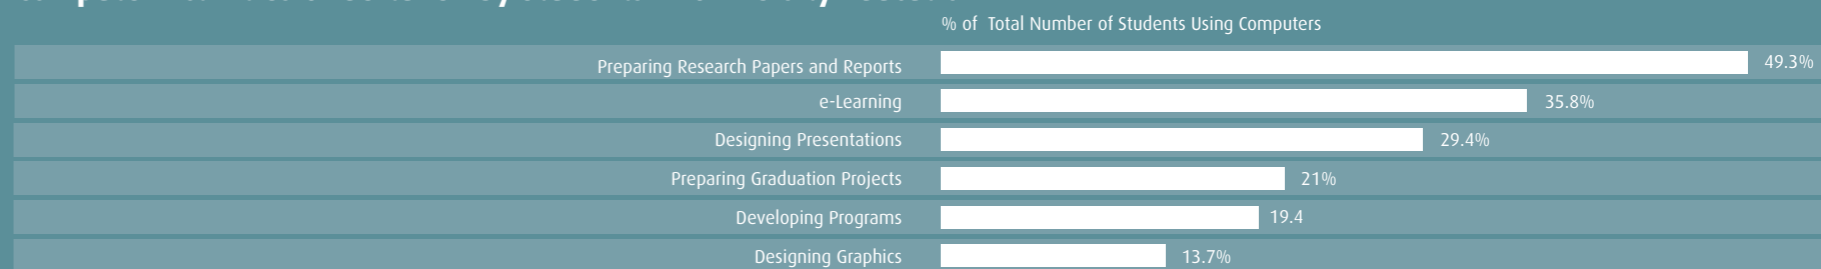 % of Total Number of Students Using Computers
Preparing Research Papers and Reports 49.3%
e-Learning 35.8%
Designing Presentations 29.4%
Preparing Graduation Projects 21%
Developing Programs 19.4
Designing Graphics 13.7%